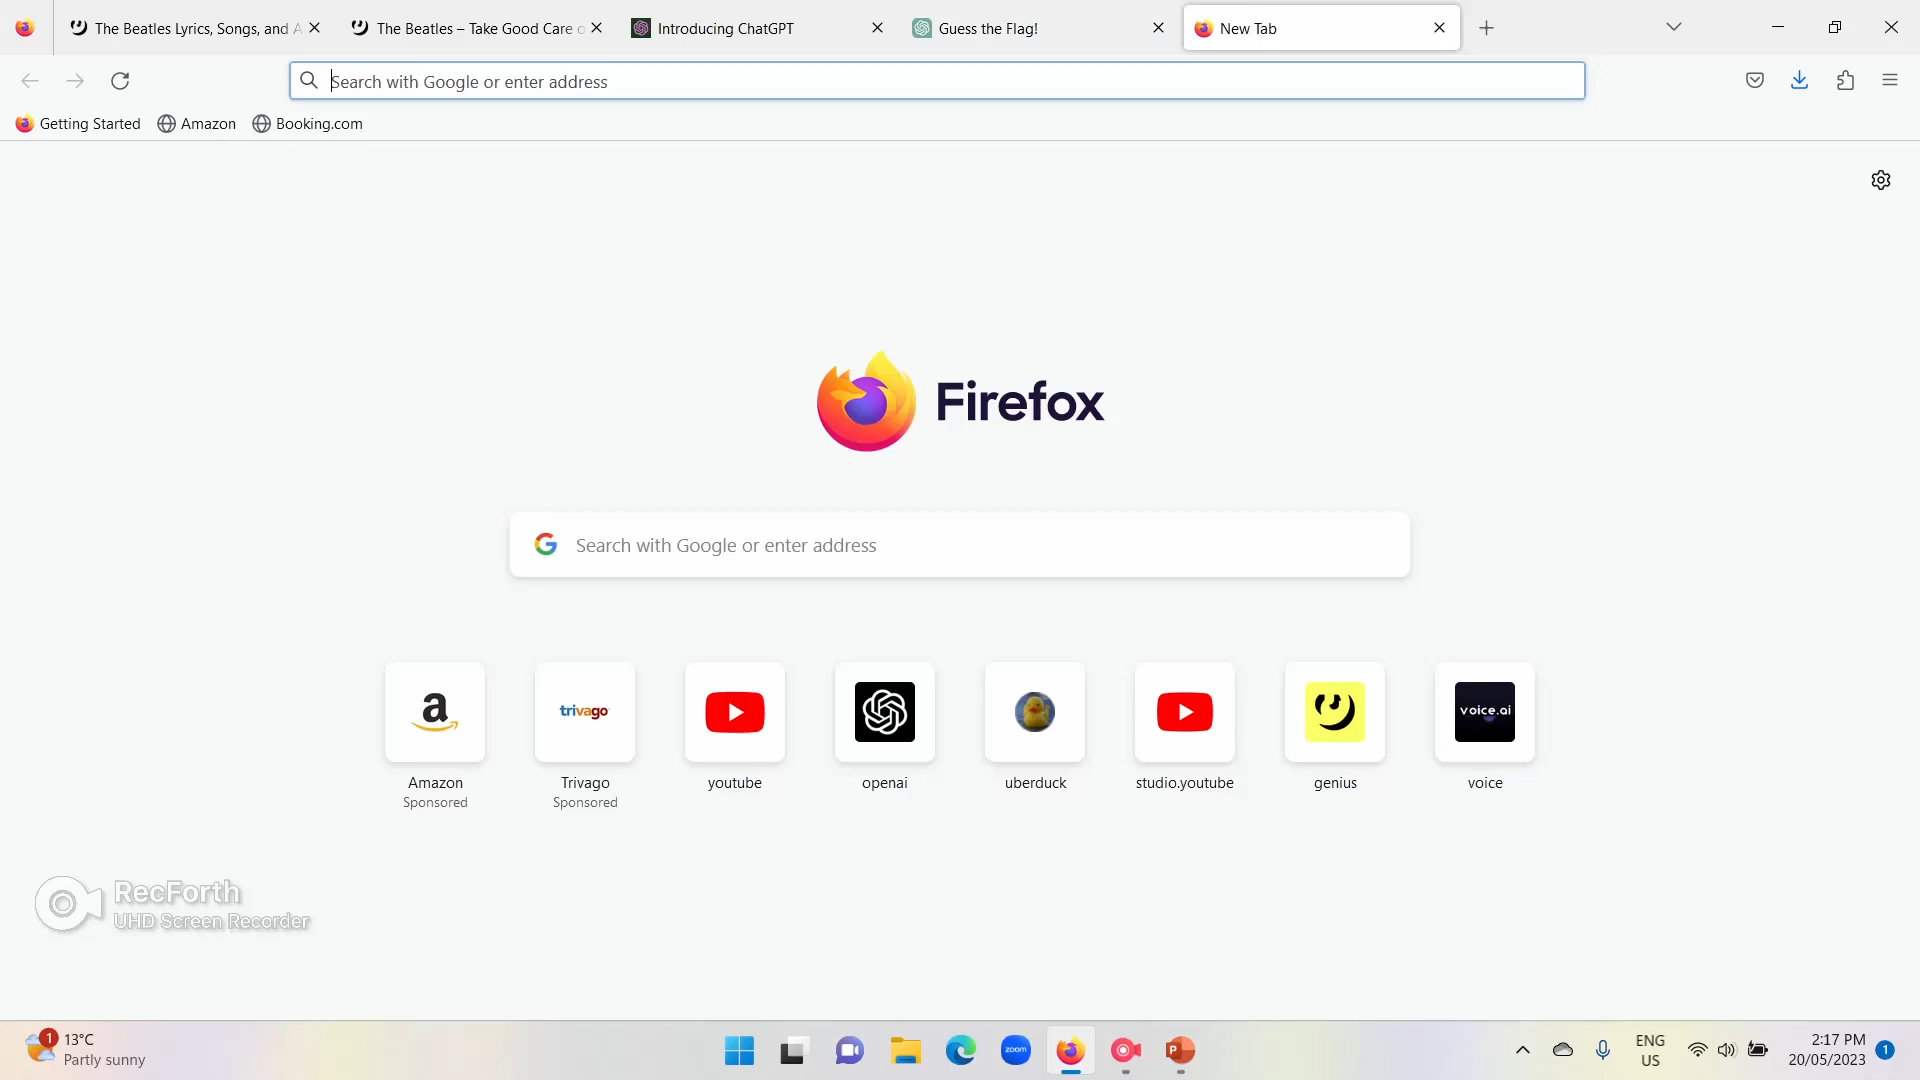 The Beatles Lyrics, Songs, and A
The Beatles – Take Good Care o
Introducing ChatGPT
Guess the Flag!
New Tab
Search with Google or enter address
Getting Started
Amazon
Booking.com
Firefox
Search with Google or enter address
a
trivago
voice.ai
Amazon
Sponsored
Trivago
Sponsored
youtube
openai
uberduck
studio.youtube
genius
voice
RecForth
UHD Screen Recorder
1
13°C
Partly sunny
zoom
P
ENG
US
2:17 PM
20/05/2023
1